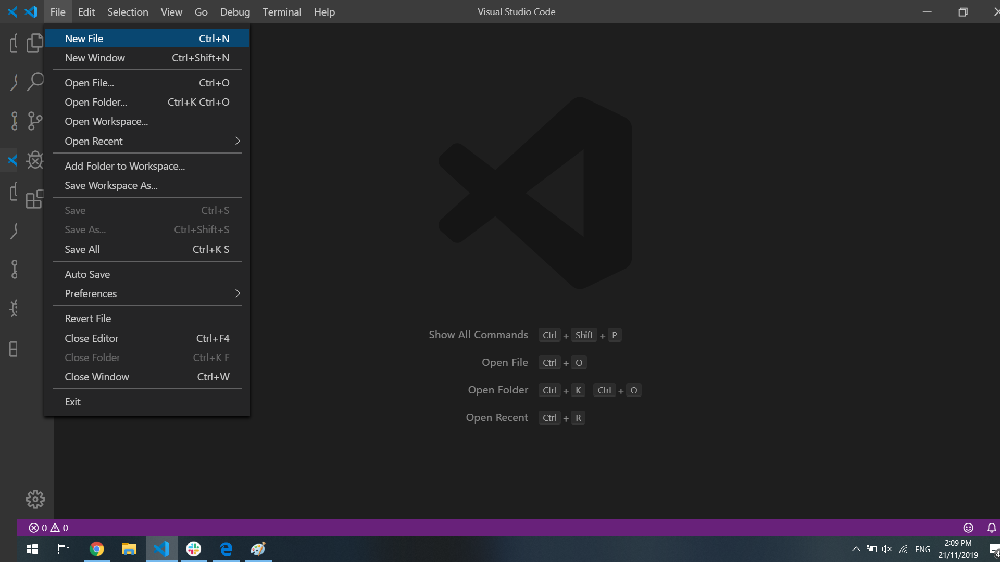 File Edit Selection View Go Debug Terminal Help Visual Studio Code
New File Ctrl+N
New Window Ctrl+Shift+N
Open File... Ctrl+O
Open Folder... Ctrl+K Ctrl+O
Open Workspace...
Open Recent
Add Folder to Workspace...
Save Workspace As...
Save Ctrl+S
Save As... Ctrl+Shift+S
Save All Ctrl+K S
Auto Save
Preferences
Revert File
Close Editor Ctrl+F4
Close Folder Ctrl+K F
Close Window Ctrl+W
Exit
Show All Commands Ctrl + Shift + P
Open File Ctrl + O
Open Folder Ctrl + K Ctrl + O
Open Recent Ctrl + R
0 0
ENG
2:09 PM
21/11/2019
4